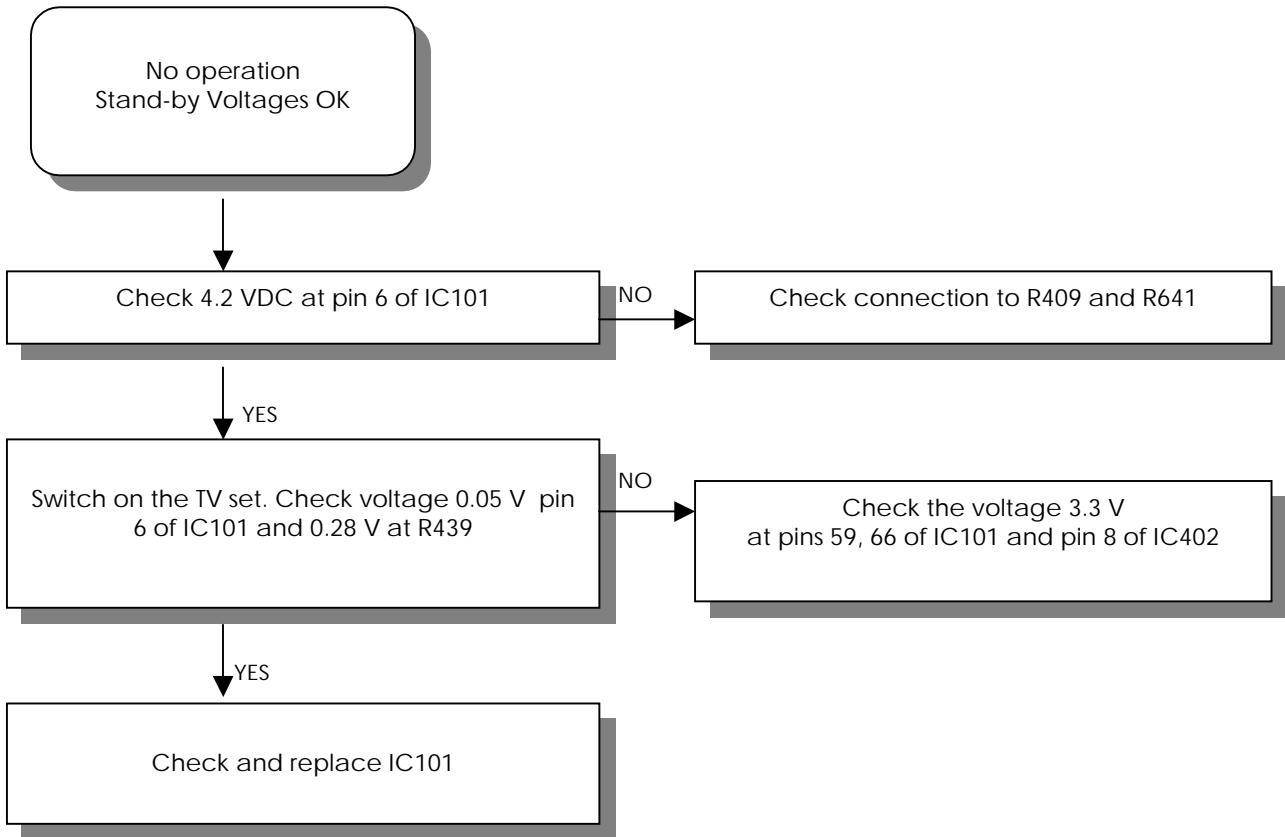 No operation
Stand-by Voltages OK
Check 4.2 VDC at pin 6 of IC101
NO
Check connection to R409 and R641
YES
Switch on the TV set. Check voltage 0.05 V pin
6 of IC101 and 0.28 V at R439
NO
Check the voltage 3.3 V
at pins 59, 66 of IC101 and pin 8 of IC402
YES
Check and replace IC101